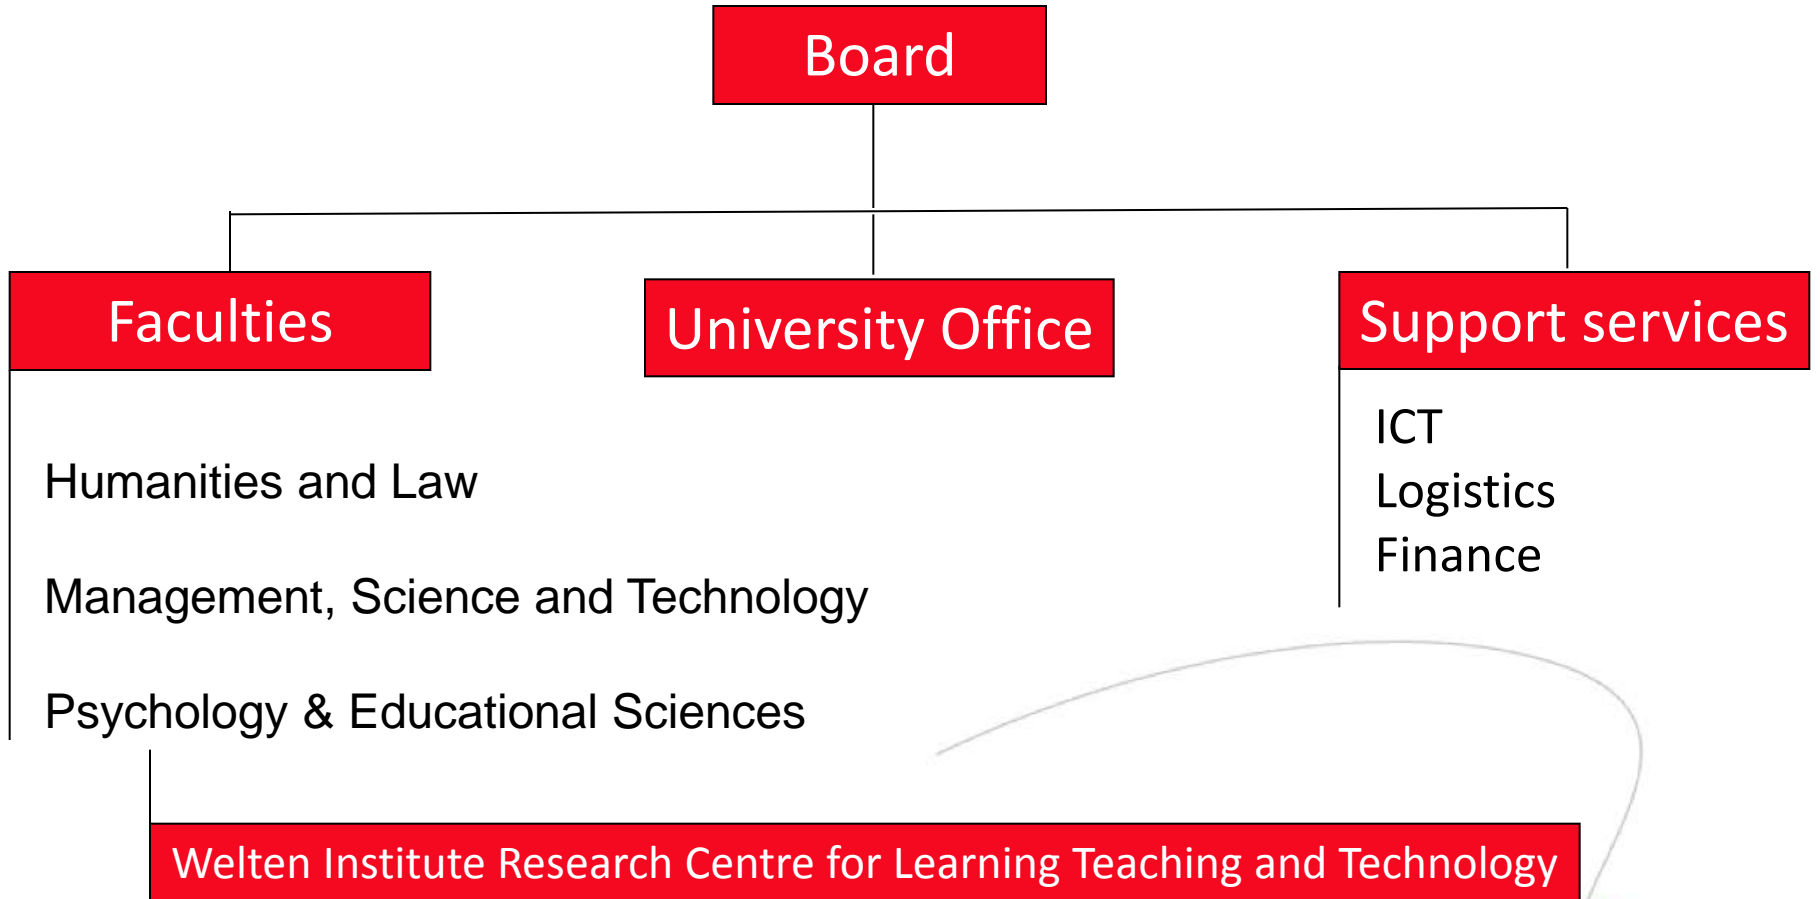 Board
Faculties
University Office
Support services
Humanities and Law
Management, Science and Technology
Psychology & Educational Sciences
ICT
Logistics
Finance
Welten Institute Research Centre for Learning Teaching and Technology